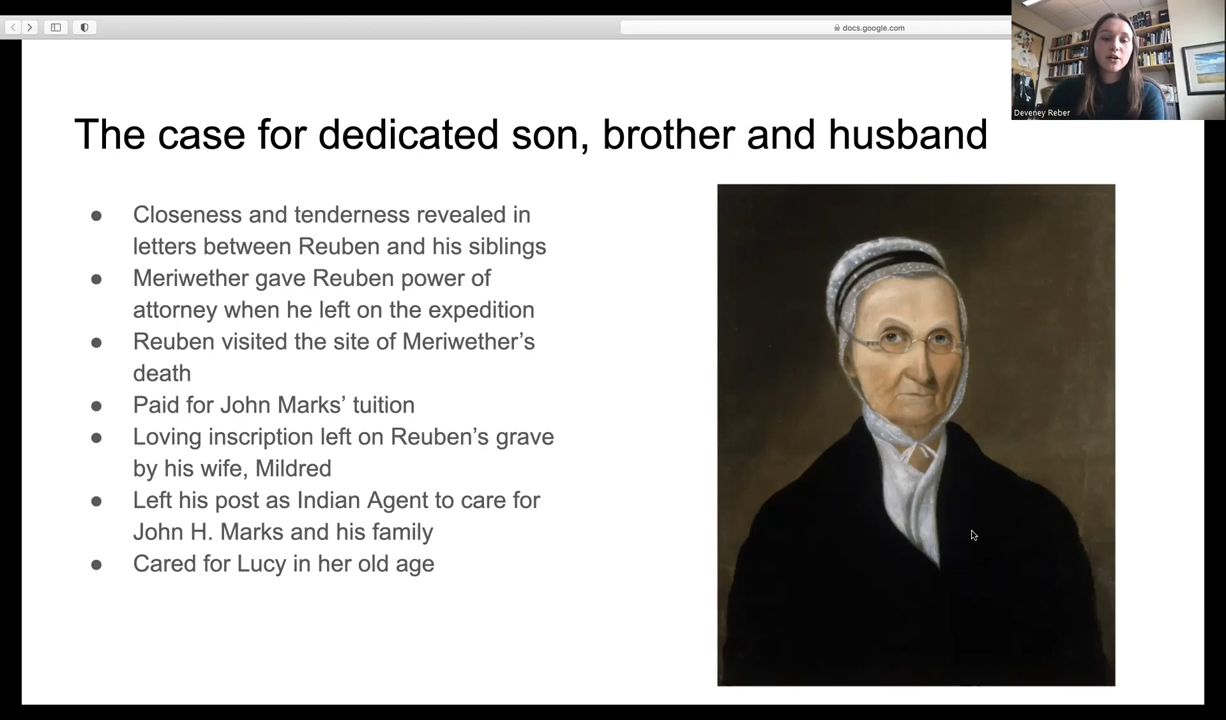 docs.google.com
Deveney Reber
The case for dedicated son, brother and husband
● Closeness and tenderness revealed in
letters between Reuben and his siblings
● Meriwether gave Reuben power of
attorney when he left on the expedition
● Reuben visited the site of Meriwether's
death
● Paid for John Marks' tuition
● Loving inscription left on Reuben's grave
by his wife, Mildred
● Left his post as Indian Agent to care for
John H. Marks and his family
● Cared for Lucy in her old age